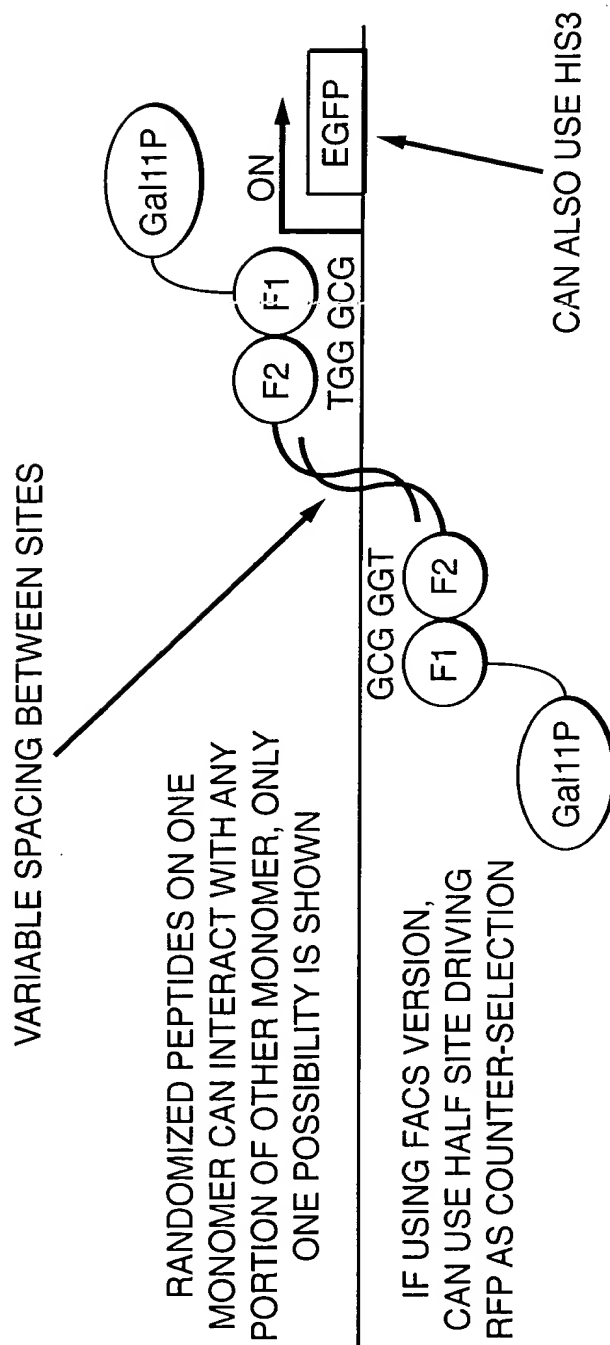 VARIABLE SPACING BETWEEN SITES
RANDOMIZED PEPTIDES ON ONE
MONOMER CAN INTERACT WITH ANY
PORTION OF OTHER MONOMER, ONLY
ONE POSSIBILITY IS SHOWN
Gal11P
F2
F1
TGG GCG
ON
EGFP
IF USING FACS VERSION,
CAN USE HALF SITE DRIVING
RFP AS COUNTER-SELECTION
GCG GGT
F1
F2
Gal11P
CAN ALSO USE HIS3